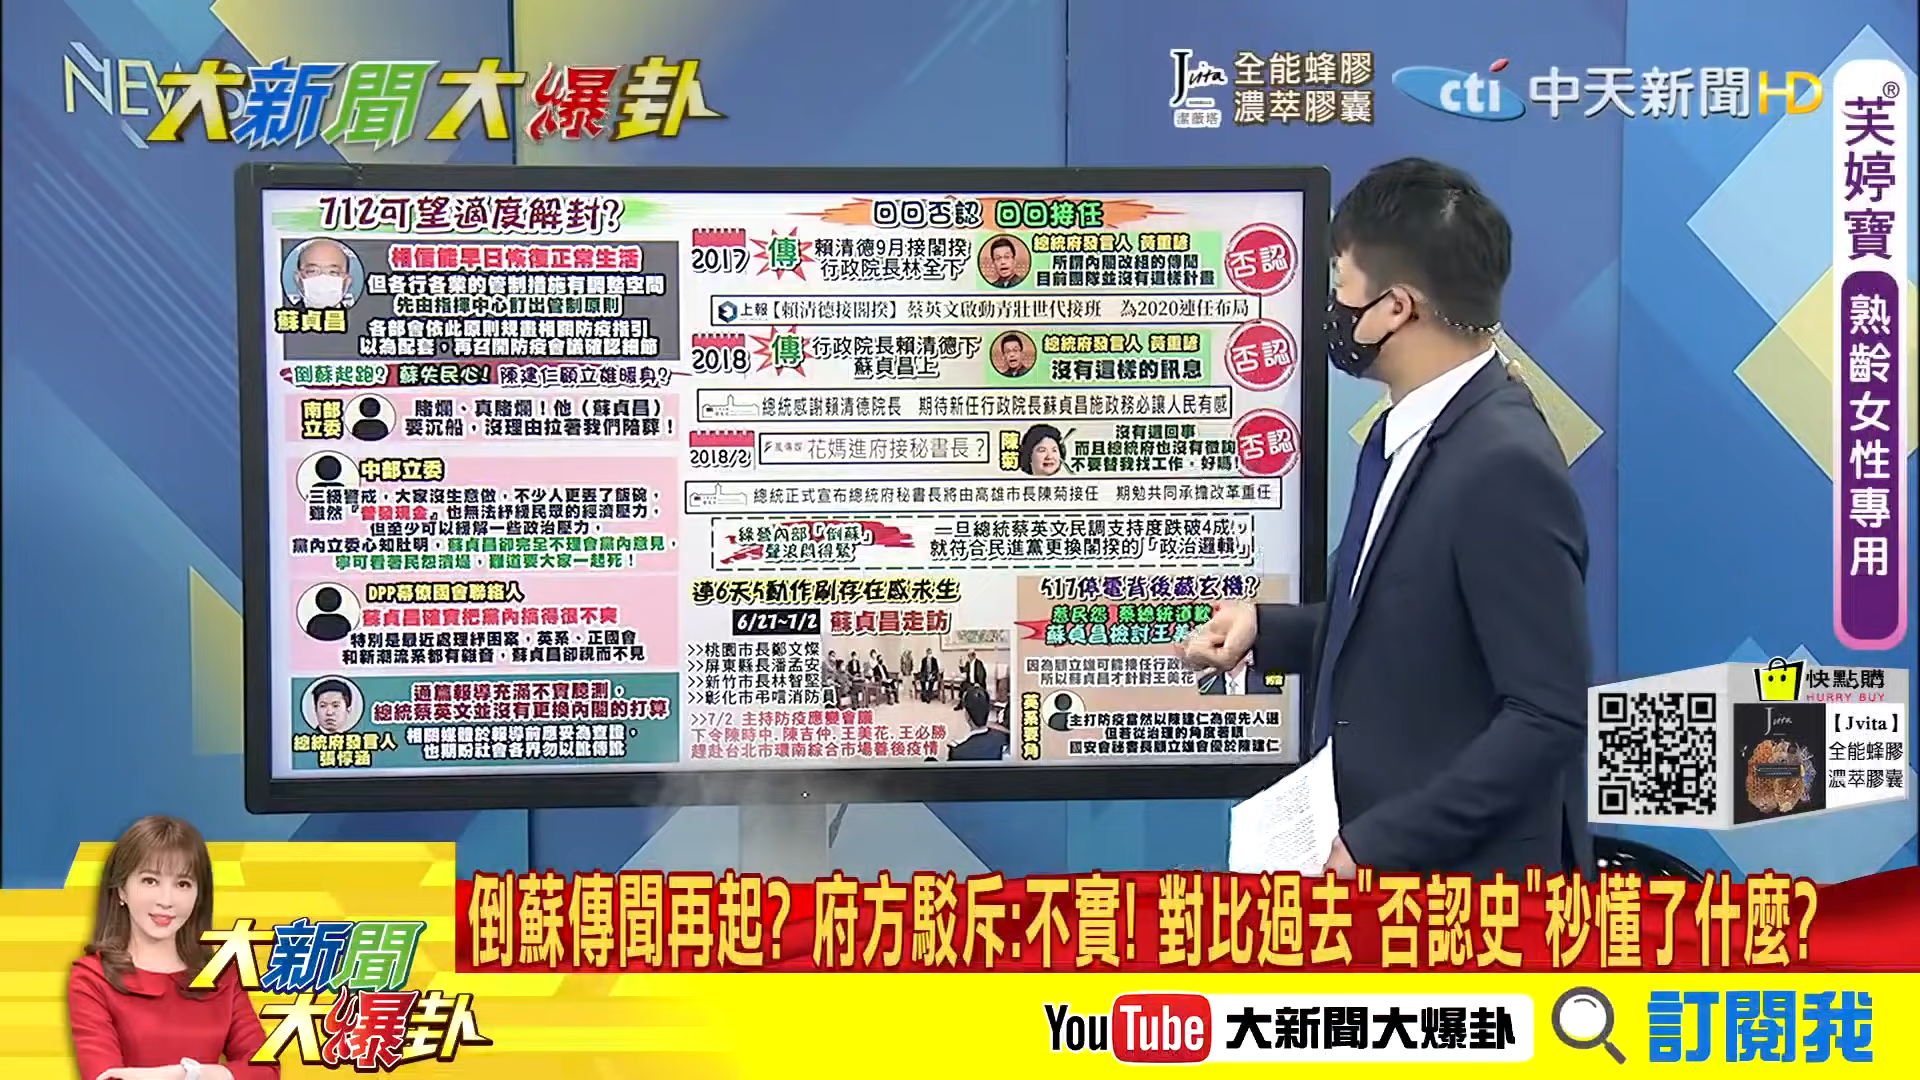 NEWS
大新聞大爆卦
Jvita
潔薇塔
全能蜂膠
濃萃膠囊
cti 中天新聞HD
芙婷寶®
熟齡女性專用
712可望適度解封?
相信能早日恢復正常生活
但各行各業的管制措施有調整空間
先由指揮中心訂出管制原則
各部會依此原則規畫相關防疫指引
以為配套，再召開防疫會議確認細節
蘇貞昌
倒蘇起跑? 蘇失民心! 陳建仁顧立雄暖身?
南部
立委
賭爛、真賭爛！他（蘇貞昌）
要沉船，沒理由拉著我們陪葬！
中部立委
三級警戒，大家沒生意做，不少人更丟了飯碗，
雖然『普發現金』也無法紓緩民眾的經濟壓力，
但至少可以緩解一些政治壓力，
黨內立委心知肚明，蘇貞昌卻完全不理會黨內意見，
寧可看著民怨潰堤，難道要大家一起死！
DPP幕僚國會聯絡人
蘇貞昌確實把黨內搞得很不爽
特別是最近處理紓困案，英系、正國會
和新潮流系都有雜音，蘇貞昌卻視而不見
通篇報導充滿不實臆測，
總統蔡英文並沒有更換內閣的打算
總統府發言人
張惇涵
相關媒體於報導前應妥為查證，
也期盼社會各界勿以訛傳訛
回回否認 回回接任
2017
傳
賴清德9月接閣揆
行政院長林全下
總統府發言人 黃重諺
所謂內閣改組的傳聞
目前團隊並沒有這樣計畫
否認
上報【賴清德接閣揆】蔡英文啟動青壯世代接班 為2020連任布局
2018
傳
行政院長賴清德下
蘇貞昌上
總統府發言人 黃重諺
沒有這樣的訊息
否認
總統感謝賴清德院長 期待新任行政院長蘇貞昌施政務必讓人民有感
2018/2
風傳媒
花媽進府接秘書長？
陳菊
沒有這回事
而且總統府也沒有徵詢
不要替我找工作，好嗎！
否認
總統正式宣布總統府秘書長將由高雄市長陳菊接任 期勉共同承擔改革重任
綠營內部「倒蘇」
聲浪悶得緊
一旦總統蔡英文民調支持度跌破4成，
就符合民進黨更換閣揆的「政治邏輯」
連6天5動作刷存在感求生
6/27~7/2 蘇貞昌走訪
>>桃園市長鄭文燦
>>屏東縣長潘孟安
>>新竹市長林智堅
>>彰化市弔唁消防員
>>7/2 主持防疫應變會議
下令陳時中、陳吉仲、王美花、王必勝
趕赴台北市環南綜合市場善後疫情
517停電背後藏玄機?
惹民怨 蔡總統道歉
蘇貞昌檢討王美
因為顧立雄可能接任行政
所以蘇貞昌才針對王美花
英系要角
主打防疫當然以陳建仁為優先人選
但若從治理的角度著眼
國安會秘書長顧立雄會優於陳建仁
快點購
HURRY BUY
Jvita
【Jvita】
全能蜂膠
濃萃膠囊
倒蘇傳聞再起? 府方駁斥:不實! 對比過去"否認史"秒懂了什麼?
大新聞
大爆卦
YouTube 大新聞大爆卦 訂閱我